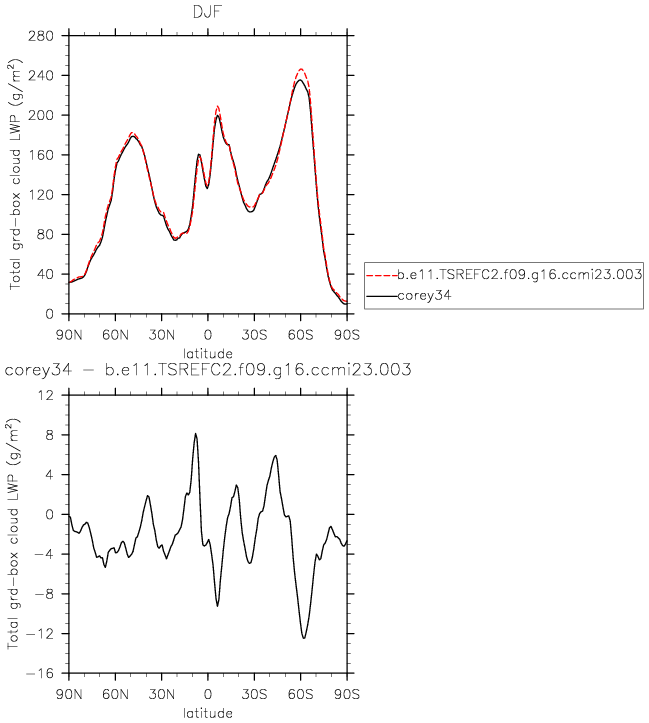 DJF
Total grd-box cloud LWP (g/m²)
280
240
200
160
120
80
40
0
90N 60N 30N 0 30S 60S 90S
latitude
b.e11.TSREFC2.f09.g16.ccmi23.003
corey34
corey34 - b.e11.TSREFC2.f09.g16.ccmi23.003
Total grd-box cloud LWP (g/m²)
12
8
4
0
-4
-8
-12
-16
90N 60N 30N 0 30S 60S 90S
latitude